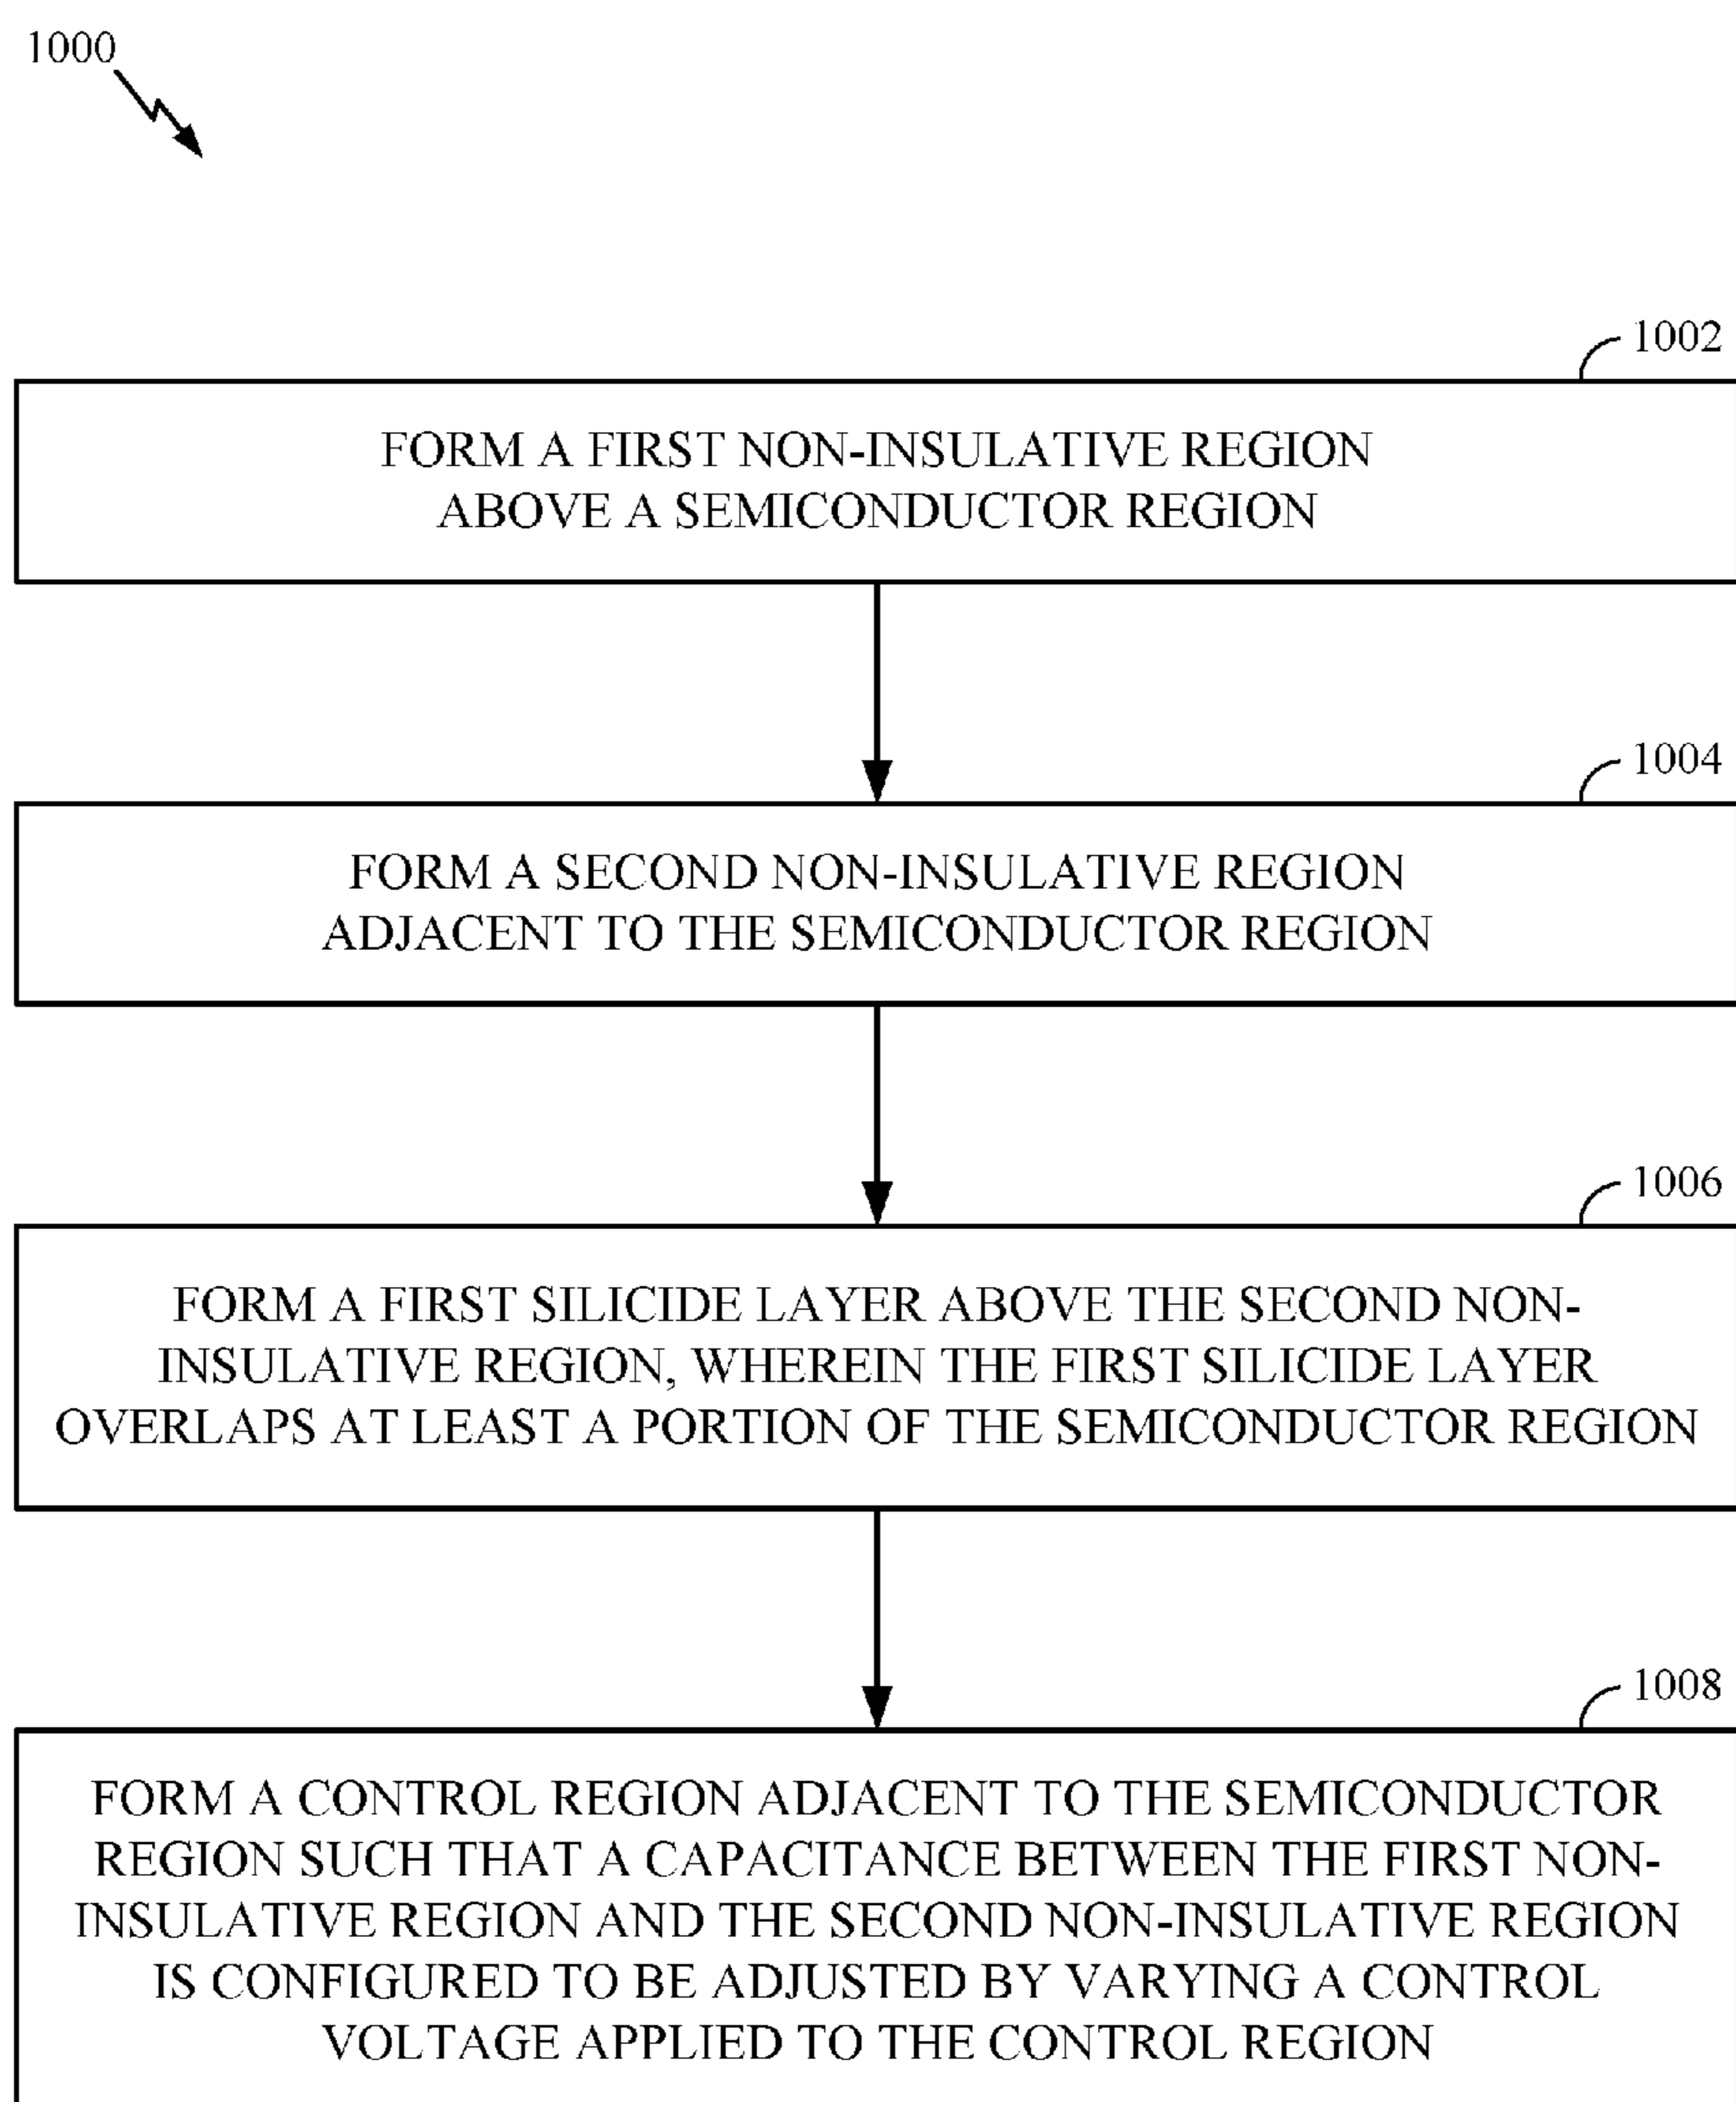 1000
1002
FORM A FIRST NON-INSULATIVE REGION
ABOVE A SEMICONDUCTOR REGION
1004
FORM A SECOND NON-INSULATIVE REGION
ADJACENT TO THE SEMICONDUCTOR REGION
1006
FORM A FIRST SILICIDE LAYER ABOVE THE SECOND NON-
INSULATIVE REGION, WHEREIN THE FIRST SILICIDE LAYER
OVERLAPS AT LEAST A PORTION OF THE SEMICONDUCTOR REGION
1008
FORM A CONTROL REGION ADJACENT TO THE SEMICONDUCTOR
REGION SUCH THAT A CAPACITANCE BETWEEN THE FIRST NON-
INSULATIVE REGION AND THE SECOND NON-INSULATIVE REGION
IS CONFIGURED TO BE ADJUSTED BY VARYING A CONTROL
VOLTAGE APPLIED TO THE CONTROL REGION